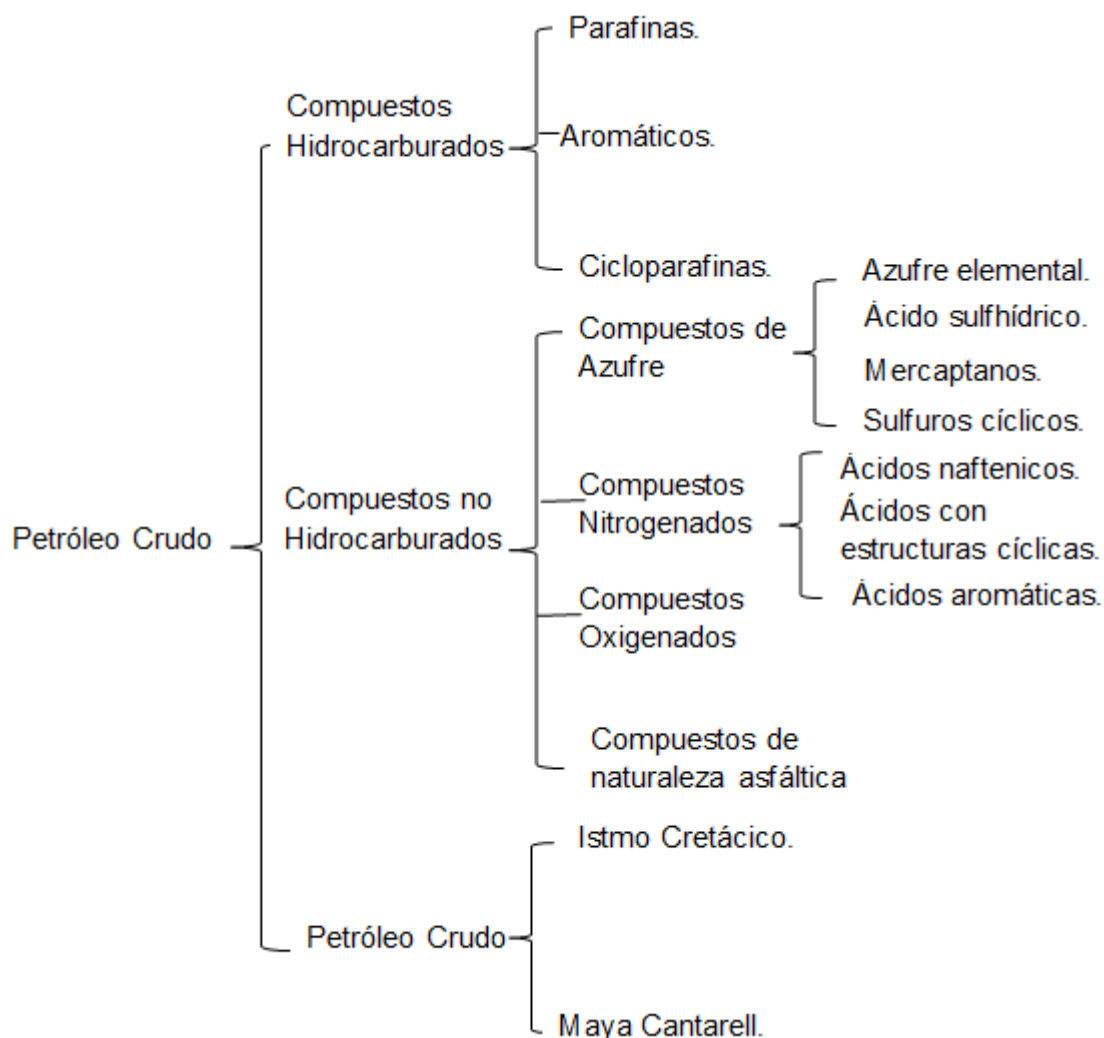 Parafinas.
Compuestos
Hidrocarburados
Aromáticos.
Cicloparafinas.
Azufre elemental.
Compuestos de
Azufre
Ácido sulfhídrico.
Mercaptanos.
Sulfuros cíclicos.
Petróleo Crudo
Compuestos no
Hidrocarburados
Compuestos
Nitrogenados
Ácidos naftenicos.
Ácidos con
estructuras cíclicas.
Ácidos aromáticas.
Compuestos
Oxigenados
Compuestos de
naturaleza asfáltica
Petróleo Crudo
Istmo Cretácico.
Maya Cantarell.